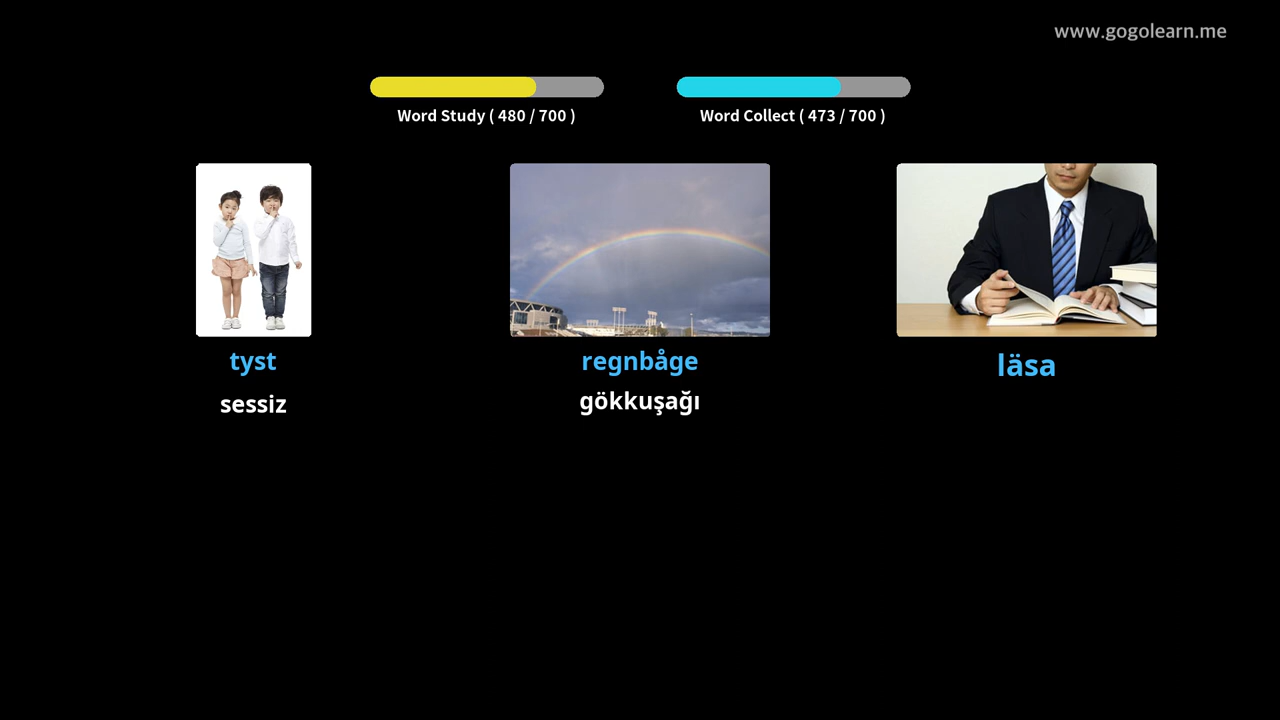 www.gogolearn.me
Word Study ( 480 / 700 )
Word Collect ( 473 / 700 )
tyst
sessiz
regnbåge
gökkuşağı
läsa